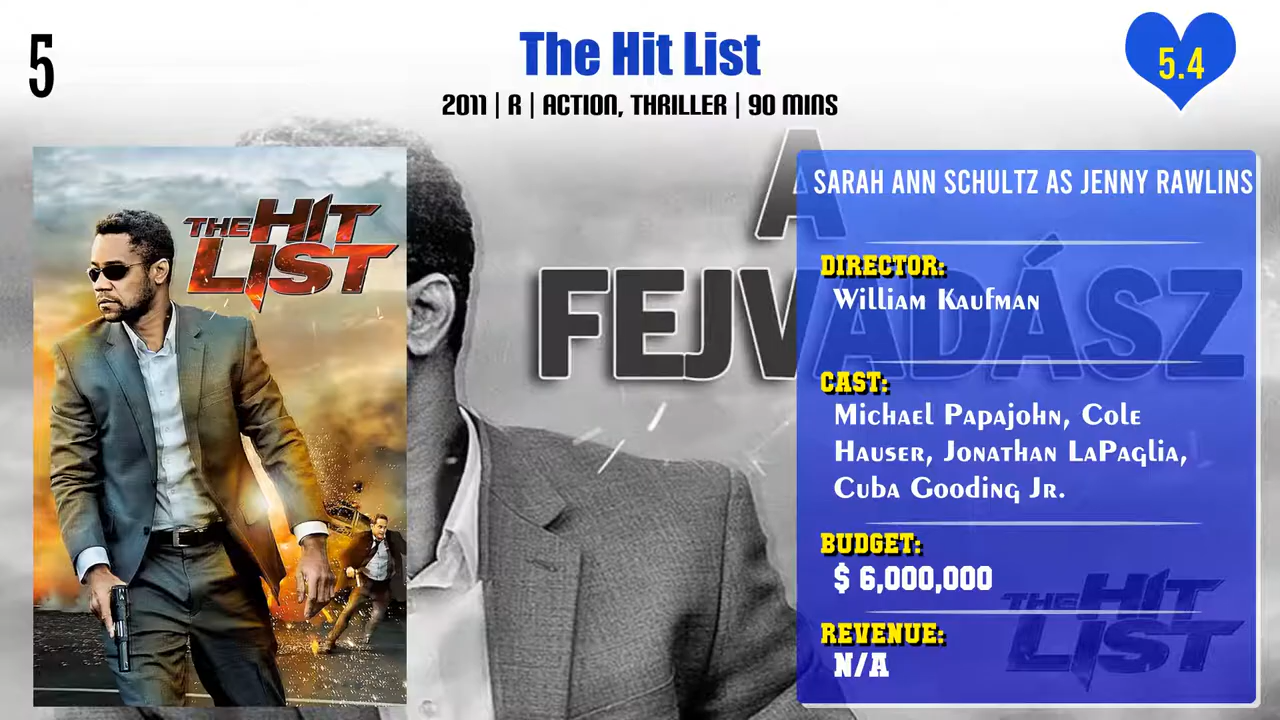 5
The Hit List
5.4
2011 | R | ACTION, THRILLER | 90 MINS
THE HIT
LIST
A
FEJVADÁSZ
SARAH ANN SCHULTZ AS JENNY RAWLINS
DIRECTOR:
William Kaufman
CAST:
Michael Papajohn, Cole
Hauser, Jonathan LaPaglia,
Cuba Gooding Jr.
BUDGET:
$ 6,000,000
REVENUE:
N/A
THE HIT
LIST